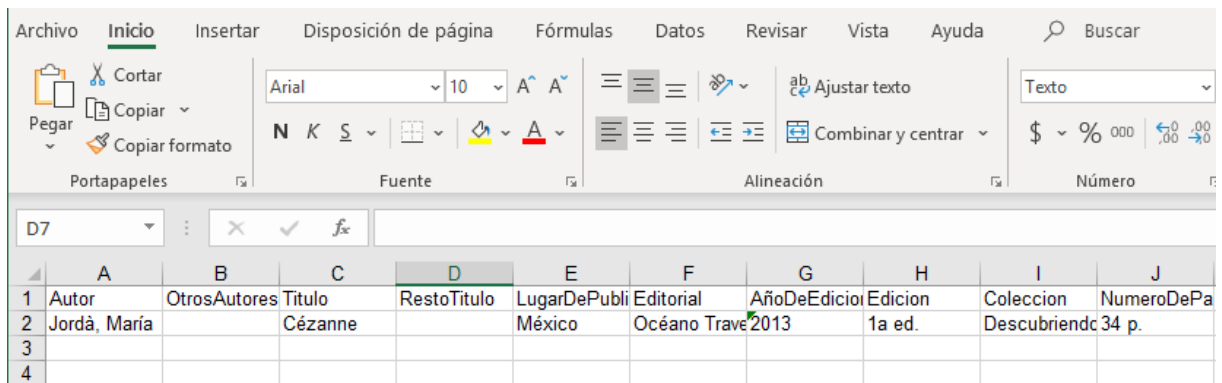 Archivo Inicio Insertar Disposición de página Fórmulas Datos Revisar Vista Ayuda Buscar
Pegar
Cortar
Copiar
Copiar formato
Portapapeles
Arial 10 A A
N K S A
Fuente
ab Ajustar texto
Combinar y centrar
Alineación
Texto
$ % 000
Número
D7 fx
A B C D E F G H I J
1 Autor OtrosAutores Titulo RestoTitulo LugarDePubli Editorial AñoDeEdicion Edicion Coleccion NumeroDePa
2 Jordà, María Cézanne México Océano Trave 2013 1a ed. Descubriendo 34 p.
3
4